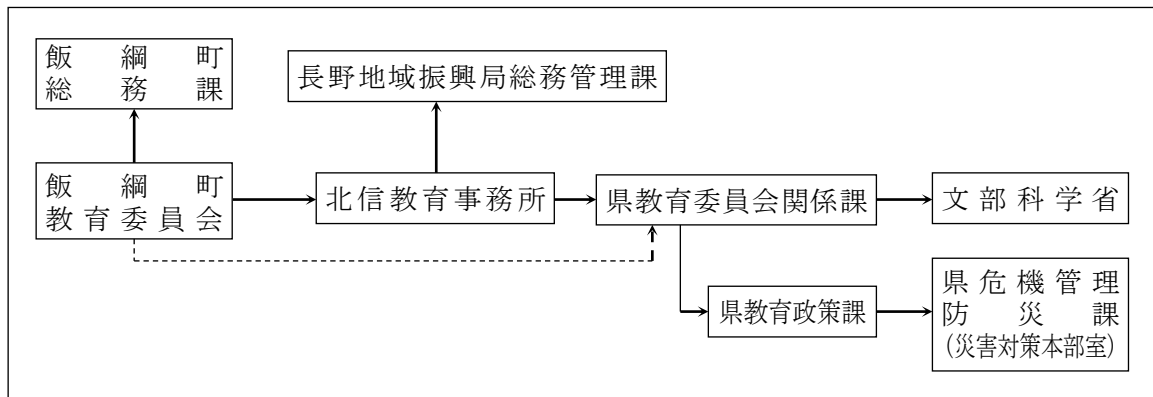 飯綱町
総務課
長野地域振興局総務管理課
飯綱町
教育委員会
北信教育事務所
県教育委員会関係課
文部科学省
県教育政策課
県危機管理
防災課
(災害対策本部室)